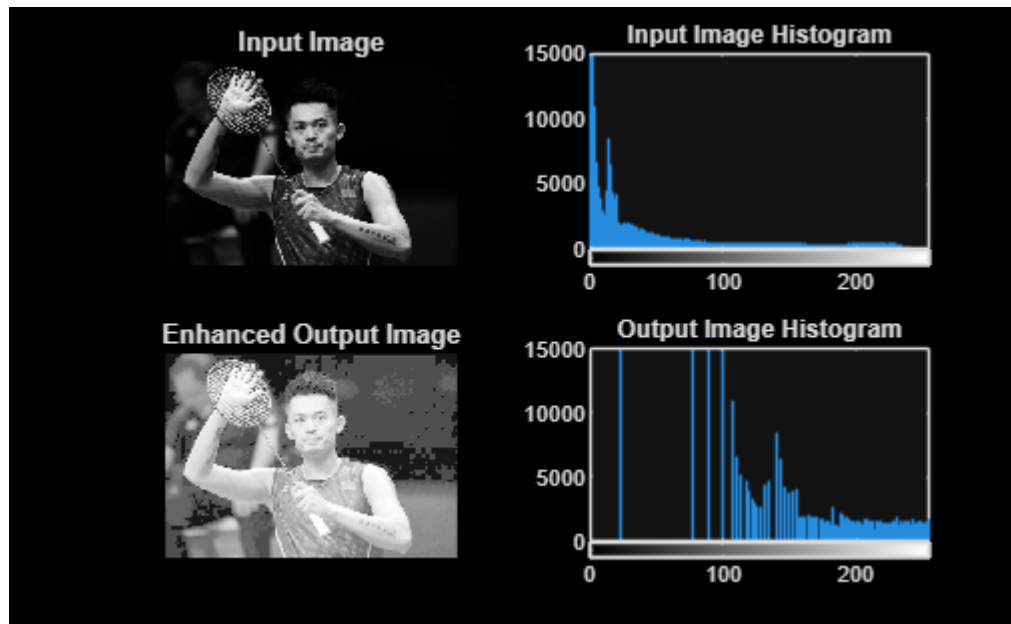 Input Image
Input Image Histogram
15000
10000
5000
0
0 100 200
Enhanced Output Image
Output Image Histogram
15000
10000
5000
0
0 100 200